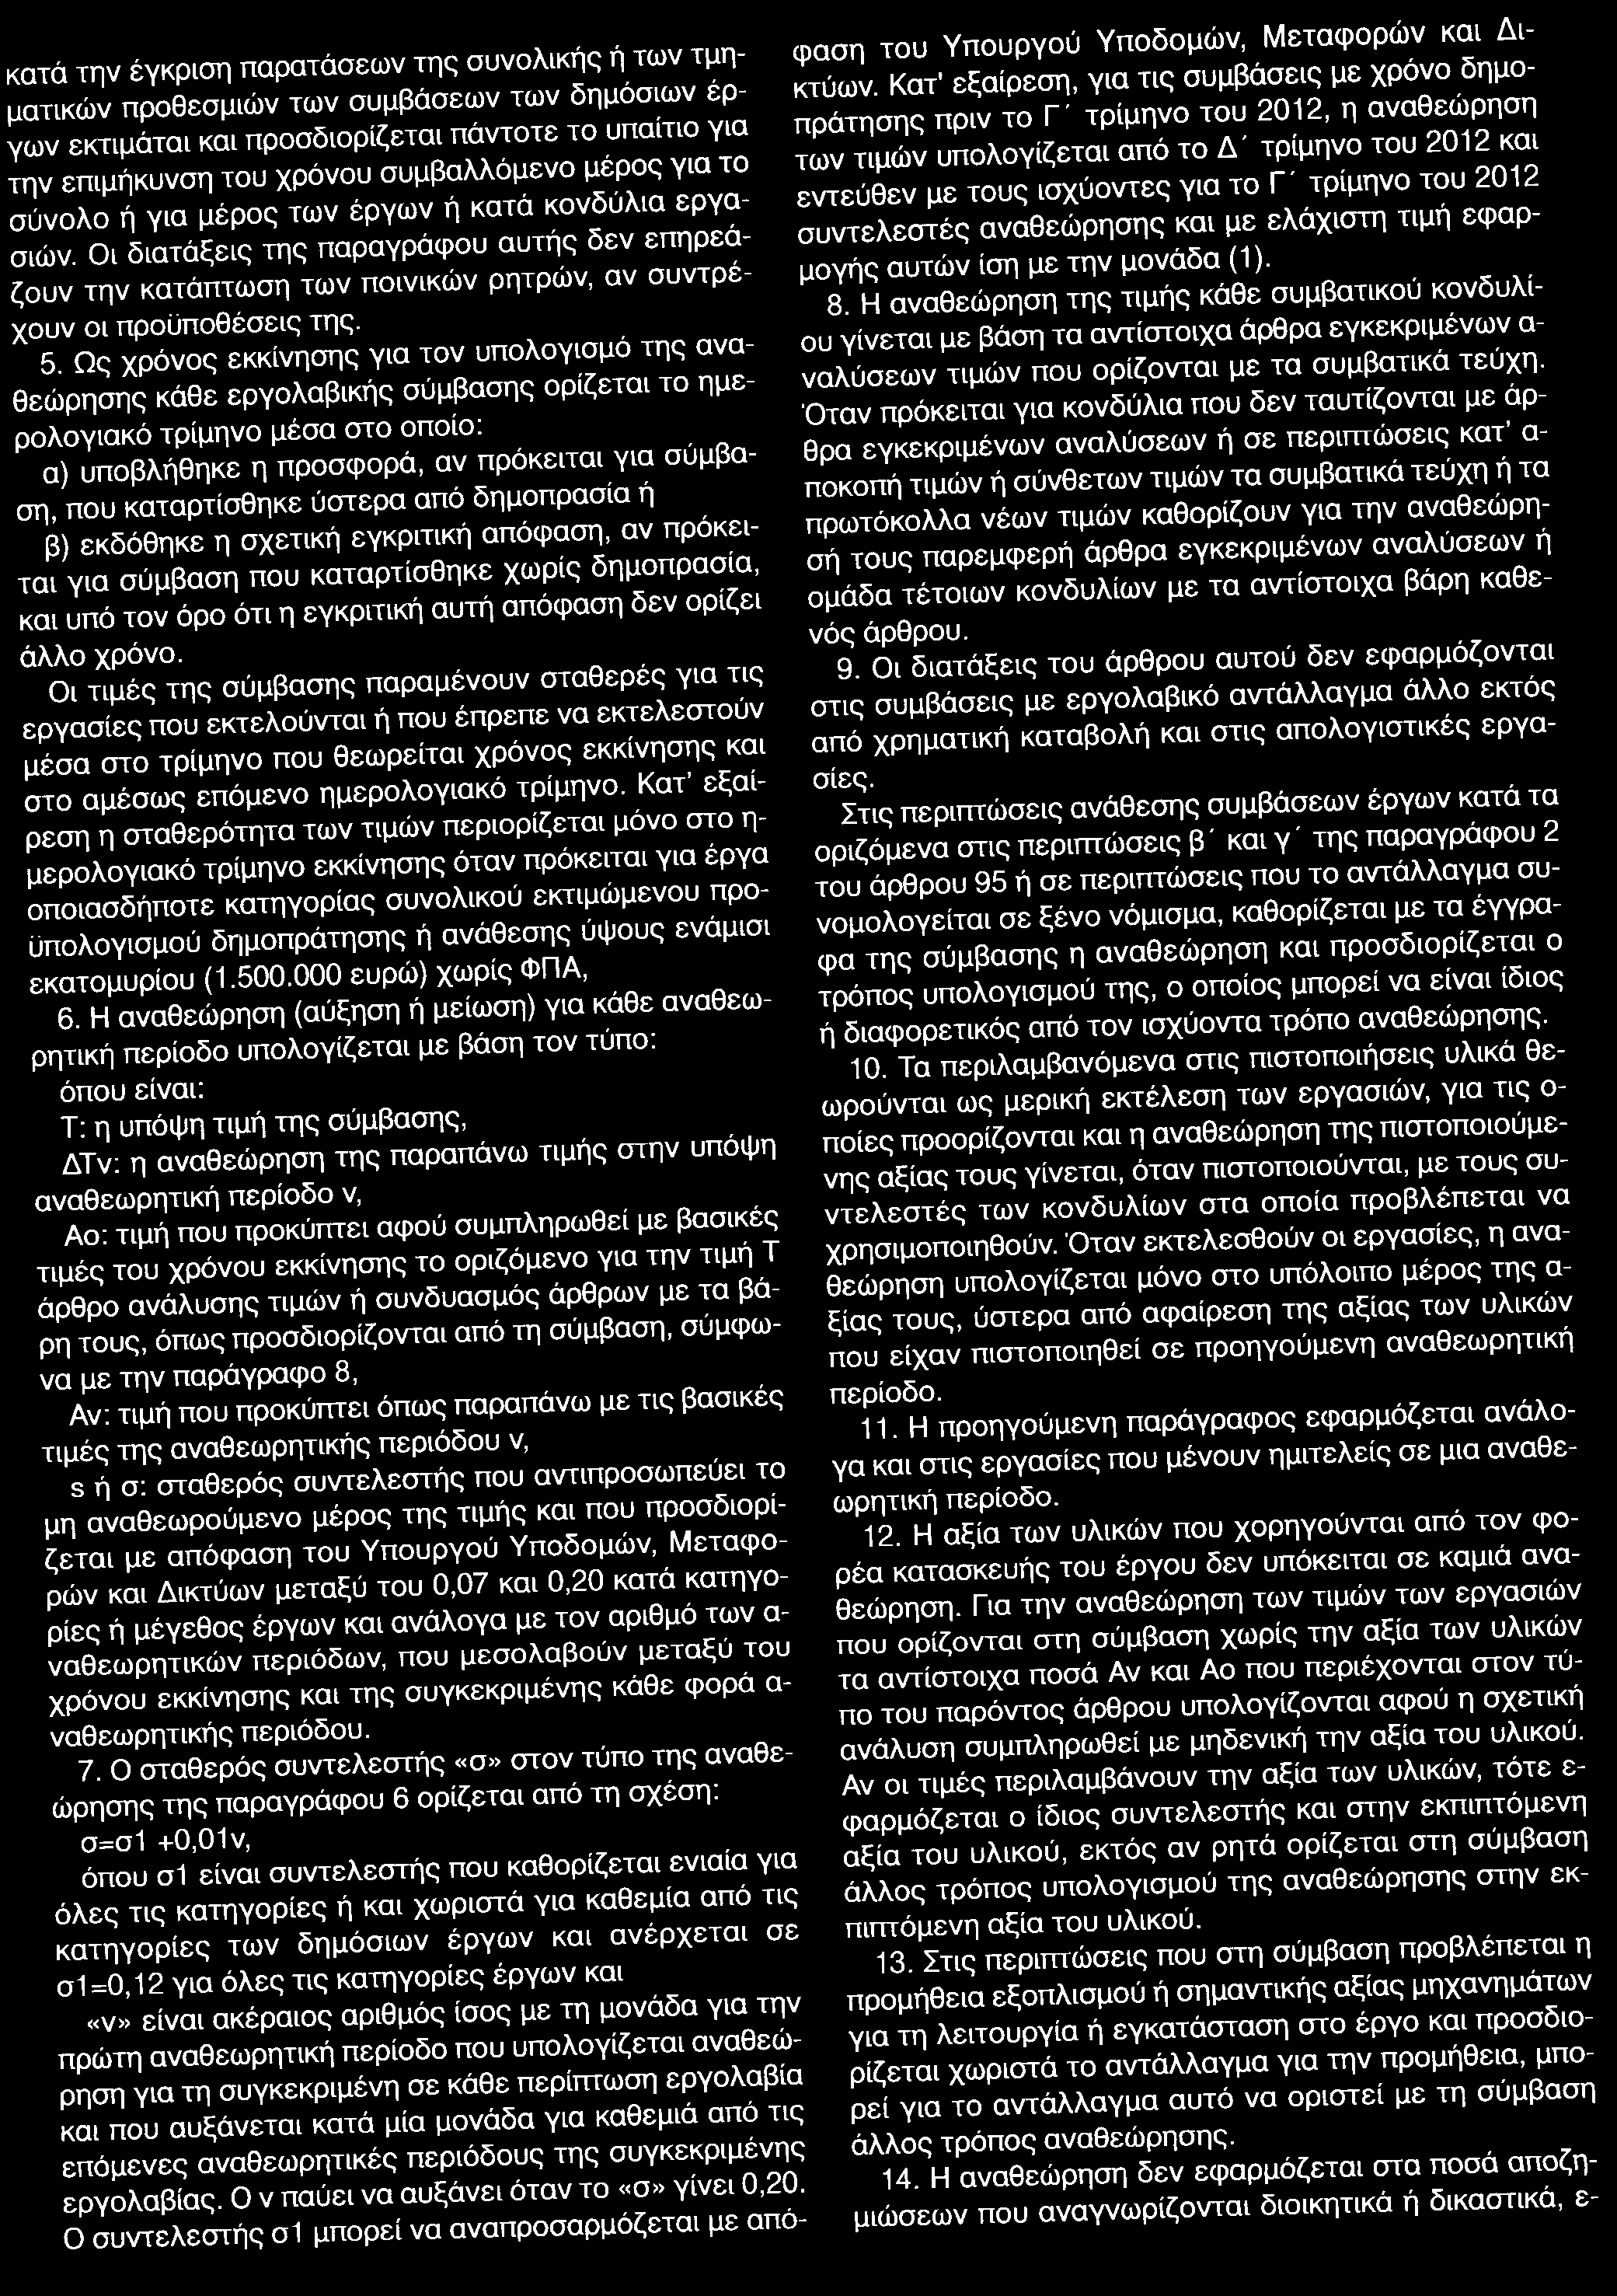 κατά την έγκριση παρατάσεων της συνολικής ή των τμη-
ματικών προθεσμιών των συμβάσεων των δημόσιων έρ-
γων εκτιμάται και προσδιορίζεται πάντοτε το υπαίτιο για
την επιμήκυνση του χρόνου συμβαλλόμενο μέρος για το
σύνολο ή για μέρος των έργων ή κατά κονδύλια εργα-
σιών. Οι διατάξεις της παραγράφου αυτής δεν επηρεά-
ζουν την κατάπτωση των ποινικών ρητρών, αν συντρέ-
χουν οι προϋποθέσεις της.
5. Ως χρόνος εκκίνησης για τον υπολογισμό της ανα-
θεώρησης κάθε εργολαβικής σύμβασης ορίζεται το ημε-
ρολογιακό τρίμηνο μέσα στο οποίο:
α) υποβλήθηκε η προσφορά, αν πρόκειται για σύμβα-
ση, που καταρτίσθηκε ύστερα από δημοπρασία ή
β) εκδόθηκε η σχετική εγκριτική απόφαση, αν πρόκει-
ται για σύμβαση που καταρτίσθηκε χωρίς δημοπρασία,
και υπό τον όρο ότι η εγκριτική αυτή απόφαση δεν ορίζει
άλλο χρόνο.
Οι τιμές της σύμβασης παραμένουν σταθερές για τις
εργασίες που εκτελούνται ή που έπρεπε να εκτελεστούν
μέσα στο τρίμηνο που θεωρείται χρόνος εκκίνησης και
στο αμέσως επόμενο ημερολογιακό τρίμηνο. Κατ’ εξαί-
ρεση η σταθερότητα των τιμών περιορίζεται μόνο στο η-
μερολογιακό τρίμηνο εκκίνησης όταν πρόκειται για έργα
οποιασδήποτε κατηγορίας συνολικού εκτιμώμενου προ-
ϋπολογισμού δημοπράτησης ή ανάθεσης ύψους ενάμισι
εκατομυρίου (1.500.000 ευρώ) χωρίς ΦΠΑ,
6. Η αναθεώρηση (αύξηση ή μείωση) για κάθε αναθεω-
ρητική περίοδο υπολογίζεται με βάση τον τύπο:
όπου είναι:
Τ: η υπόψη τιμή της σύμβασης,
ΔΤν: η αναθεώρηση της παραπάνω τιμής στην υπόψη
αναθεωρητική περίοδο ν,
Αο: τιμή που προκύπτει αφού συμπληρωθεί με βασικές
τιμές του χρόνου εκκίνησης το οριζόμενο για την τιμή Τ
άρθρο ανάλυσης τιμών ή συνδυασμός άρθρων με τα βά-
ρη τους, όπως προσδιορίζονται από τη σύμβαση, σύμφω-
να με την παράγραφο 8,
Αν: τιμή που προκύπτει όπως παραπάνω με τις βασικές
τιμές της αναθεωρητικής περιόδου ν,
s ή σ: σταθερός συντελεστής που αντιπροσωπεύει το
μη αναθεωρούμενο μέρος της τιμής και που προσδιορί-
ζεται με απόφαση του Υπουργού Υποδομών, Μεταφο-
ρών και Δικτύων μεταξύ του 0,07 και 0,20 κατά κατηγο-
ρίες ή μέγεθος έργων και ανάλογα με τον αριθμό των α-
ναθεωρητικών περιόδων, που μεσολαβούν μεταξύ του
χρόνου εκκίνησης και της συγκεκριμένης κάθε φορά α-
ναθεωρητικής περιόδου.
7. Ο σταθερός συντελεστής «σ» στον τύπο της αναθε-
ώρησης της παραγράφου 6 ορίζεται από τη σχέση:
σ=σ1 +0,01ν,
όπου σ1 είναι συντελεστής που καθορίζεται ενιαία για
όλες τις κατηγορίες ή και χωριστά για καθεμία από τις
κατηγορίες των δημόσιων έργων και ανέρχεται σε
σ1=0,12 για όλες τις κατηγορίες έργων και
«ν» είναι ακέραιος αριθμός ίσος με τη μονάδα για την
πρώτη αναθεωρητική περίοδο που υπολογίζεται αναθεώ-
ρηση για τη συγκεκριμένη σε κάθε περίπτωση εργολαβία
και που αυξάνεται κατά μία μονάδα για καθεμιά από τις
επόμενες αναθεωρητικές περιόδους της συγκεκριμένης
εργολαβίας. Ο ν παύει να αυξάνει όταν το «σ» γίνει 0,20.
Ο συντελεστής σ1 μπορεί να αναπροσαρμόζεται με από-
φαση του Υπουργού Υποδομών, Μεταφορών και Δι-
κτύων. Κατ' εξαίρεση, για τις συμβάσεις με χρόνο δημο-
πράτησης πριν το Γ΄ τρίμηνο του 2012, η αναθεώρηση
των τιμών υπολογίζεται από το Δ΄ τρίμηνο του 2012 και
εντεύθεν με τους ισχύοντες για το Γ΄ τρίμηνο του 2012
συντελεστές αναθεώρησης και με ελάχιστη τιμή εφαρ-
μογής αυτών ίση με την μονάδα (1).
8. Η αναθεώρηση της τιμής κάθε συμβατικού κονδυλί-
ου γίνεται με βάση τα αντίστοιχα άρθρα εγκεκριμένων α-
ναλύσεων τιμών που ορίζονται με τα συμβατικά τεύχη.
Όταν πρόκειται για κονδύλια που δεν ταυτίζονται με άρ-
θρα εγκεκριμένων αναλύσεων ή σε περιπτώσεις κατ’ α-
ποκοπή τιμών ή σύνθετων τιμών τα συμβατικά τεύχη ή τα
πρωτόκολλα νέων τιμών καθορίζουν για την αναθεώρη-
σή τους παρεμφερή άρθρα εγκεκριμένων αναλύσεων ή
ομάδα τέτοιων κονδυλίων με τα αντίστοιχα βάρη καθε-
νός άρθρου.
9. Οι διατάξεις του άρθρου αυτού δεν εφαρμόζονται
στις συμβάσεις με εργολαβικό αντάλλαγμα άλλο εκτός
από χρηματική καταβολή και στις απολογιστικές εργα-
σίες.
Στις περιπτώσεις ανάθεσης συμβάσεων έργων κατά τα
οριζόμενα στις περιπτώσεις β΄ και γ΄ της παραγράφου 2
του άρθρου 95 ή σε περιπτώσεις που το αντάλλαγμα συ-
νομολογείται σε ξένο νόμισμα, καθορίζεται με τα έγγρα-
φα της σύμβασης η αναθεώρηση και προσδιορίζεται ο
τρόπος υπολογισμού της, ο οποίος μπορεί να είναι ίδιος
ή διαφορετικός από τον ισχύοντα τρόπο αναθεώρησης.
10. Τα περιλαμβανόμενα στις πιστοποιήσεις υλικά θε-
ωρούνται ως μερική εκτέλεση των εργασιών, για τις ο-
ποίες προορίζονται και η αναθεώρηση της πιστοποιούμε-
νης αξίας τους γίνεται, όταν πιστοποιούνται, με τους συ-
ντελεστές των κονδυλίων στα οποία προβλέπεται να
χρησιμοποιηθούν. Όταν εκτελεσθούν οι εργασίες, η ανα-
θεώρηση υπολογίζεται μόνο στο υπόλοιπο μέρος της α-
ξίας τους, ύστερα από αφαίρεση της αξίας των υλικών
που είχαν πιστοποιηθεί σε προηγούμενη αναθεωρητική
περίοδο.
11. Η προηγούμενη παράγραφος εφαρμόζεται ανάλο-
γα και στις εργασίες που μένουν ημιτελείς σε μια αναθε-
ωρητική περίοδο.
12. Η αξία των υλικών που χορηγούνται από τον φο-
ρέα κατασκευής του έργου δεν υπόκειται σε καμιά ανα-
θεώρηση. Για την αναθεώρηση των τιμών των εργασιών
που ορίζονται στη σύμβαση χωρίς την αξία των υλικών
τα αντίστοιχα ποσά Αν και Αο που περιέχονται στον τύ-
πο του παρόντος άρθρου υπολογίζονται αφού η σχετική
ανάλυση συμπληρωθεί με μηδενική την αξία του υλικού.
Αν οι τιμές περιλαμβάνουν την αξία των υλικών, τότε ε-
φαρμόζεται ο ίδιος συντελεστής και στην εκπιπτόμενη
αξία του υλικού, εκτός αν ρητά ορίζεται στη σύμβαση
άλλος τρόπος υπολογισμού της αναθεώρησης στην εκ-
πιπτόμενη αξία του υλικού.
13. Στις περιπτώσεις που στη σύμβαση προβλέπεται η
προμήθεια εξοπλισμού ή σημαντικής αξίας μηχανημάτων
για τη λειτουργία ή εγκατάσταση στο έργο και προσδιο-
ρίζεται χωριστά το αντάλλαγμα για την προμήθεια, μπο-
ρεί για το αντάλλαγμα αυτό να οριστεί με τη σύμβαση
άλλος τρόπος αναθεώρησης.
14. Η αναθεώρηση δεν εφαρμόζεται στα ποσά αποζη-
μιώσεων που αναγνωρίζονται διοικητικά ή δικαστικά, ε-